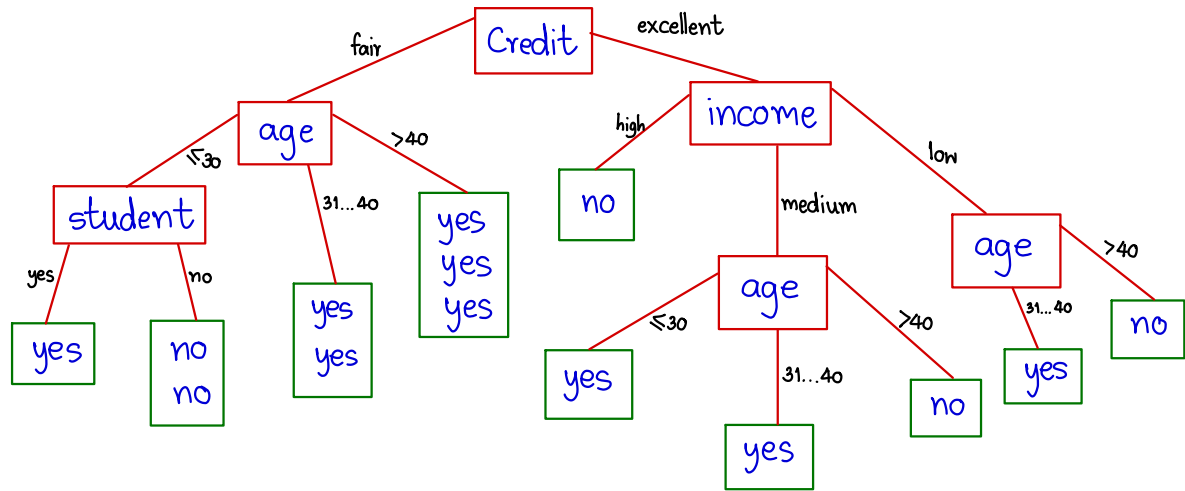 Credit
fair
excellent
age
income
≤30
>40
high
low
student
31...40
yes
yes
yes
no
medium
age
>40
yes
no
age
≤30
>40
31...40
no
yes
no
no
yes
yes
yes
31...40
no
yes
yes